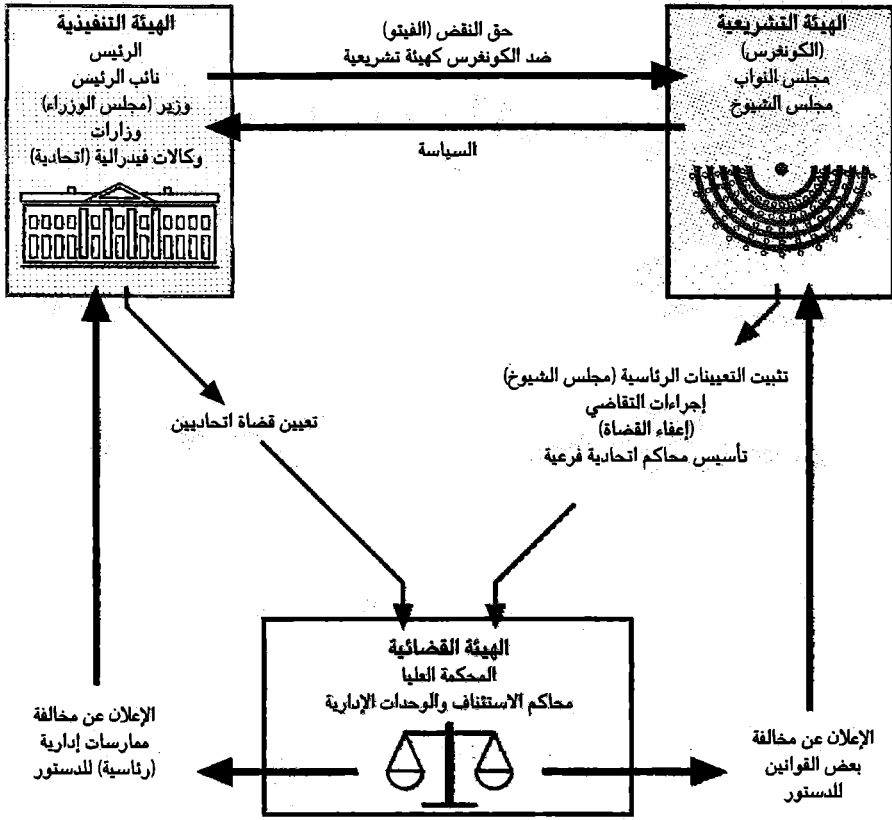 الهيئة التشريعية
(الكونغرس)
مجلس النواب
مجلس الشيوخ
حق النقض (الفيتو)
ضد الكونغرس كهيئة تشريعية
السياسة
الهيئة التنفيذية
الرئيس
نائب الرئيس
وزير (مجلس الوزراء)
وزارات
وكالات فيدرالية (اتحادية)
تثبيت التعيينات الرئاسية (مجلس الشيوخ)
إجراءات التقاضي
(إعفاء القضاة)
تأسيس محاكم اتحادية فرعية
تعيين قضاة اتحاديين
الهيئة القضائية
المحكمة العليا
محاكم الاستئناف والوحدات الإدارية
الإعلان عن مخالفة
بعض القوانين
للدستور
الإعلان عن مخالفة
ممارسات إدارية
(رئاسية) للدستور